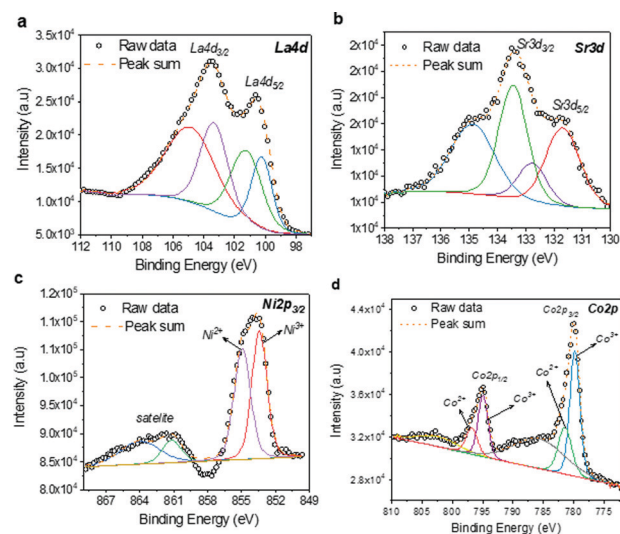 a
La4d
Raw data
Peak sum
La4d3/2
La4d52
Intensity (a.u)
3.5x10⁴
3.0x10⁴
2.5x10⁴
2.0x10⁴
1.5x10⁴
1.0x10⁴
5.0x10³
112 110 108 106 104 102 100 98
Binding Energy (eV)
b
Sr3d
Raw data
Peak sum
Sr3d3/2
Sr3d5/2
Intensity (a.u)
2x10⁴
2x10⁴
2x10⁴
2x10⁴
1x10⁴
1x10⁴
1x10⁴
138 137 136 135 134 133 132 131 130
Binding Energy (eV)
c
Ni2p3/2
Raw data
Peak sum
Ni2+
Ni3+
satelite
Intensity (a.u)
1.2x10⁵
1.1x10⁵
1.1x10⁵
1.0x10⁵
9.5x10⁴
9.0x10⁴
8.5x10⁴
8.0x10⁴
867 864 861 855 852 849
Binding Energy (eV)
d
Co2p
Raw data
Peak sum
Co2p3/2
Co3+
Co2+
Co2p1/2
Co2+
Co3+
Intensity (a.u)
4.4x10⁴
4.0x10⁴
3.6x10⁴
3.2x10⁴
2.8x10⁴
810 805 800 795 790 785 780 775
Binding Energy (eV)